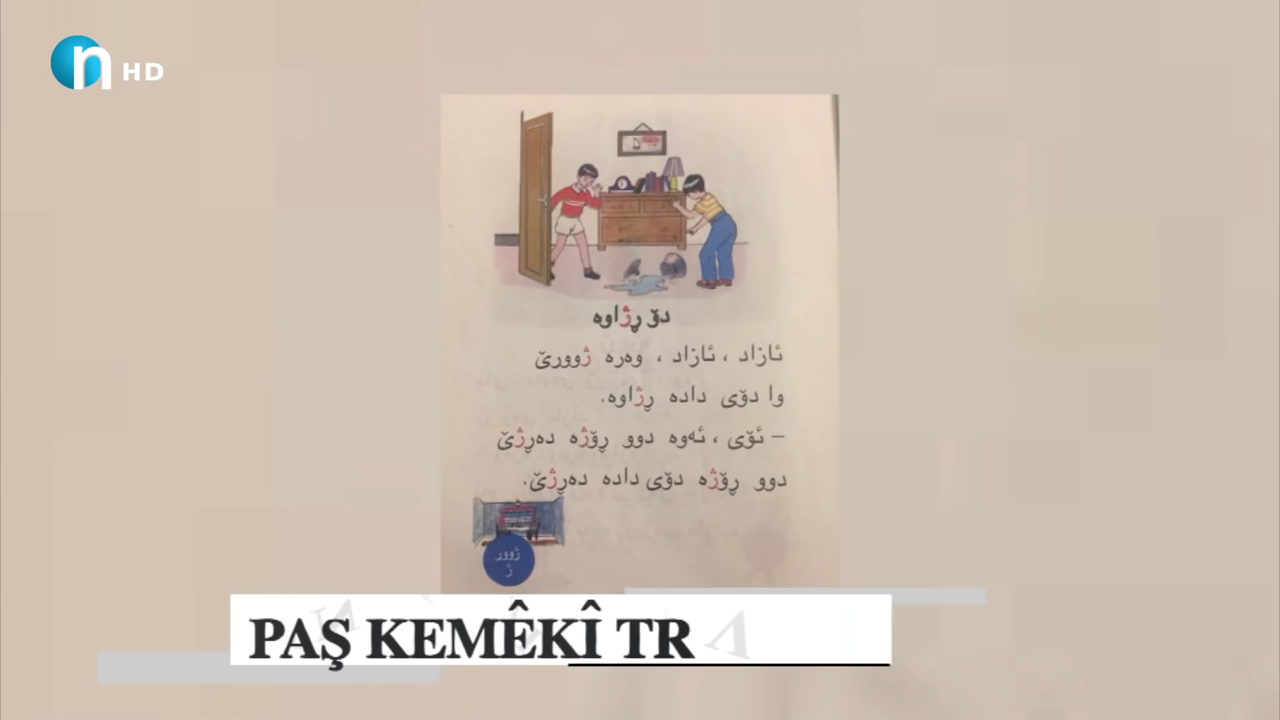 n HD
دۆ ڕژاوە
ئازاد ، ئازاد ، وەرە ژوورێ
وا دۆی دادە ڕژاوە.
– ئۆی ، ئەوە دوو ڕۆژە دەڕژێ
دوو ڕۆژە دۆی دادە دەڕژێ.
ژوور
ژ
PAŞ KEMÊKÎ TR